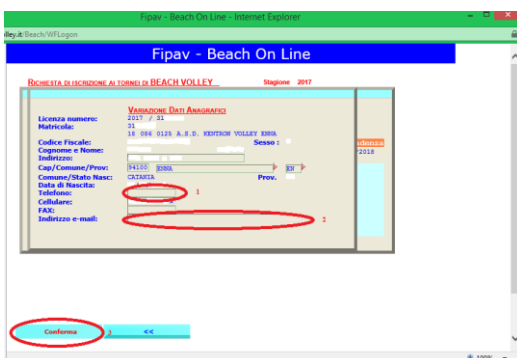 Fipav - Beach On Line - Internet Explorer
lley.it/Beach/WFLogon
Fipav - Beach On Line
RICHIESTA DI ISCRIZIONE AI TORNEI DI BEACH VOLLEY Stagione 2017
VARIAZIONE DATI ANAGRAFICI
Licenza numero: 2017 / 31
Matricola: 31
18 086 0125 A.S.D. KENTRON VOLLEY ENNA
Codice Fiscale: Sesso :
Cognome e Nome:
Indirizzo:
Cap/Comune/Prov: 94100 ENNA EN
Comune/Stato Nasc: CATANIA Prov.
Data di Nascita:
Telefono: 1
Cellulare:
FAX:
Indirizzo e-mail: 2
denza
/2018
Conferma 3 <<
100%